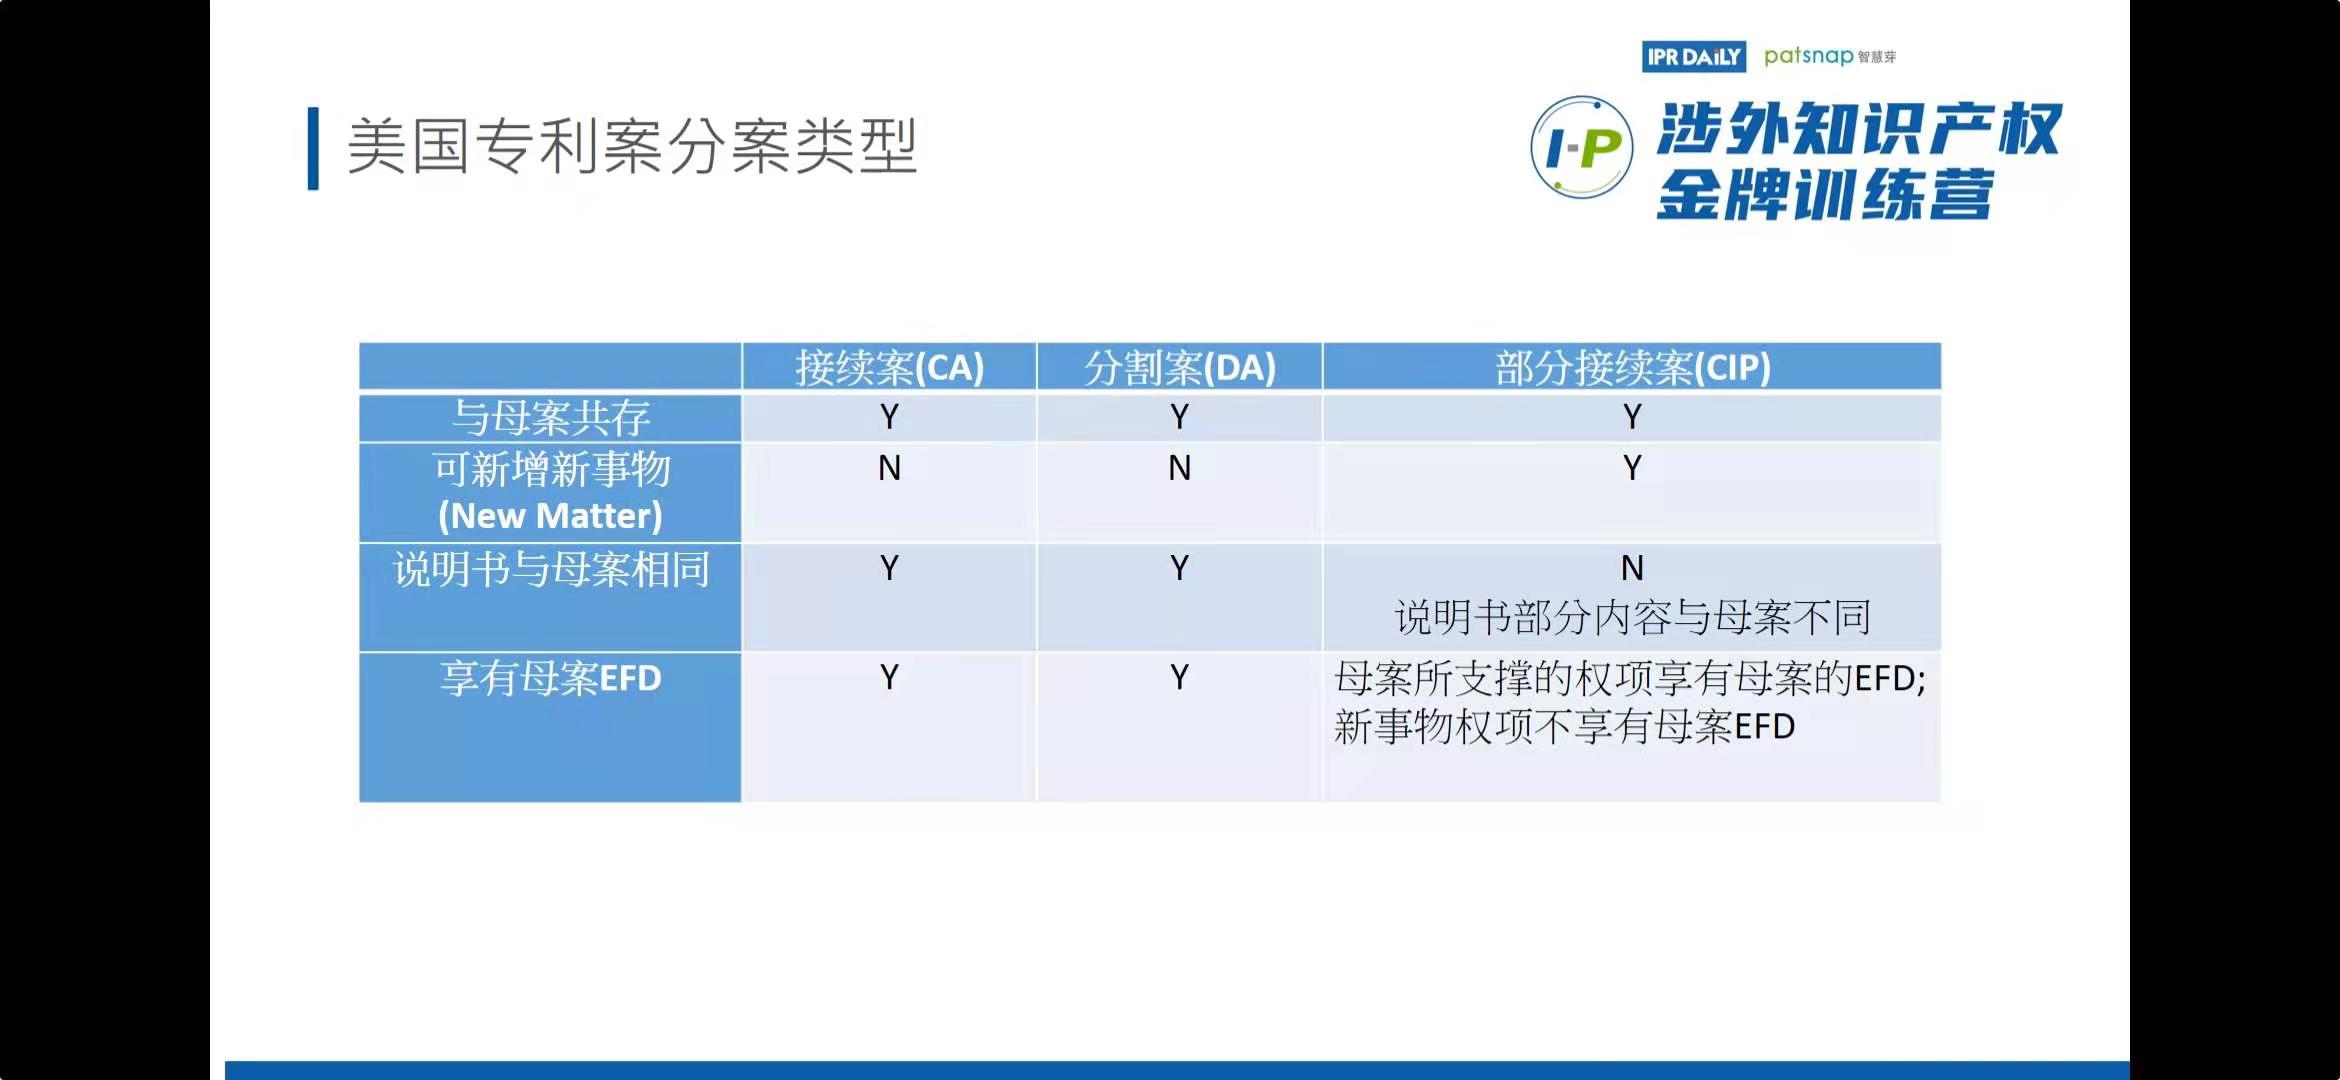 IPR DAILY patsnap 智慧芽
美国专利案分案类型
I-P 涉外知识产权
金牌训练营
接续案(CA) 分割案(DA) 部分接续案(CIP)
与母案共存 Y Y Y
可新增新事物 N N Y
(New Matter)
说明书与母案相同 Y Y N
说明书部分内容与母案不同
享有母案EFD Y Y 母案所支撑的权项享有母案的EFD;
新事物权项不享有母案EFD